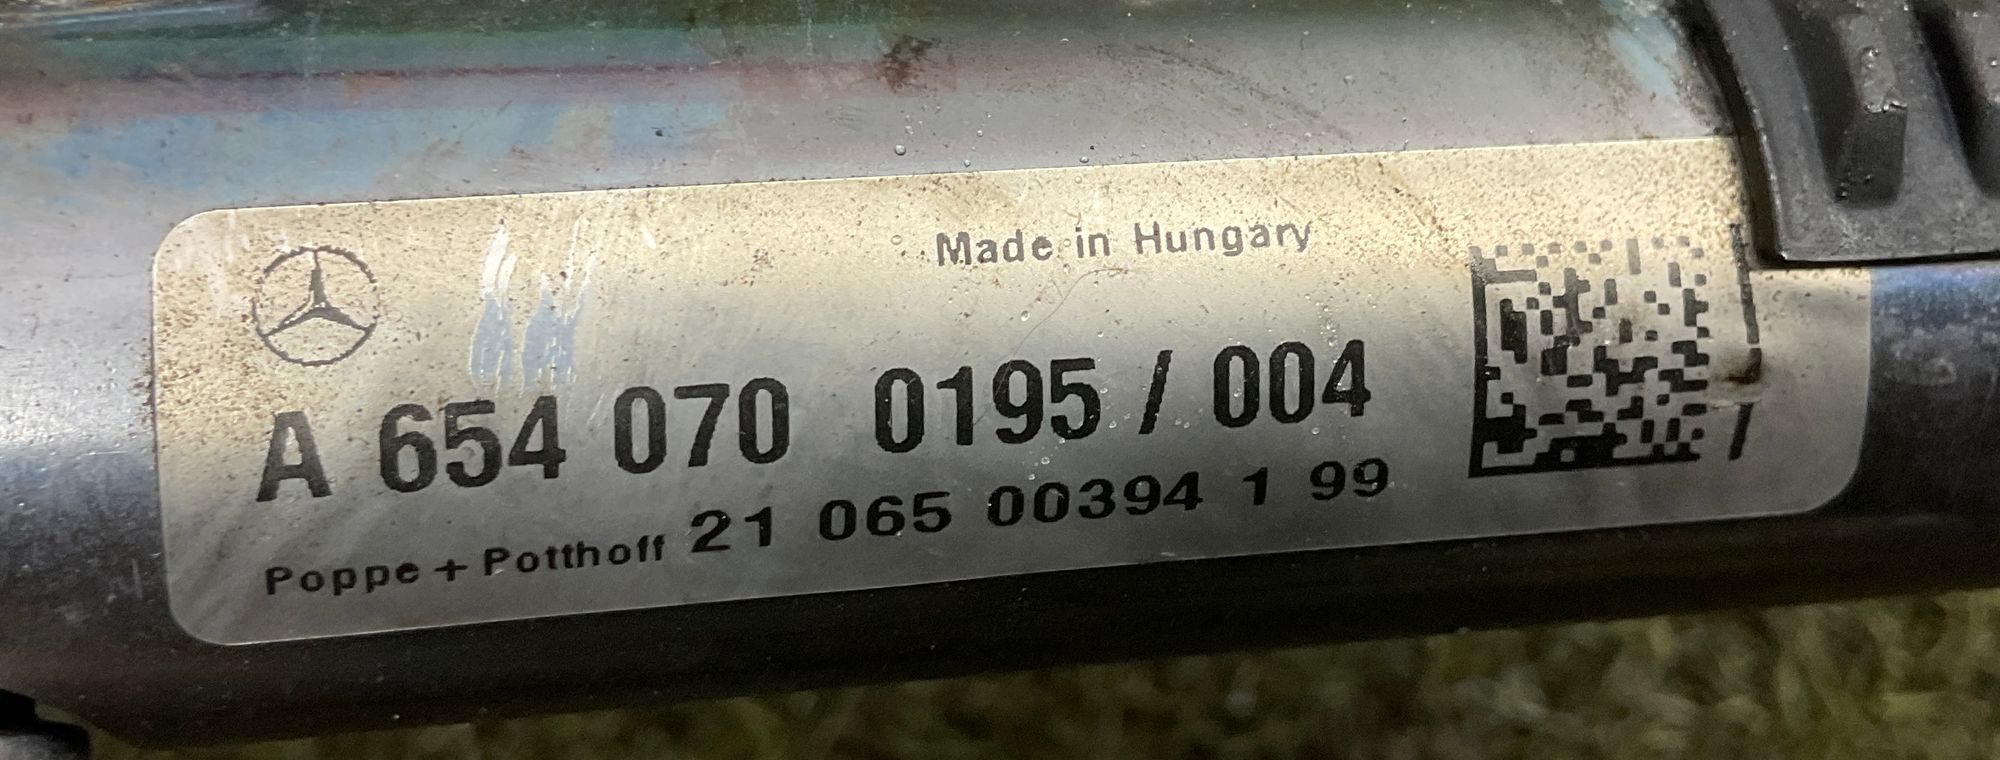 Made in Hungary
A 654 070 0195 / 004
Poppe + Potthoff 21 065 00394 1 99